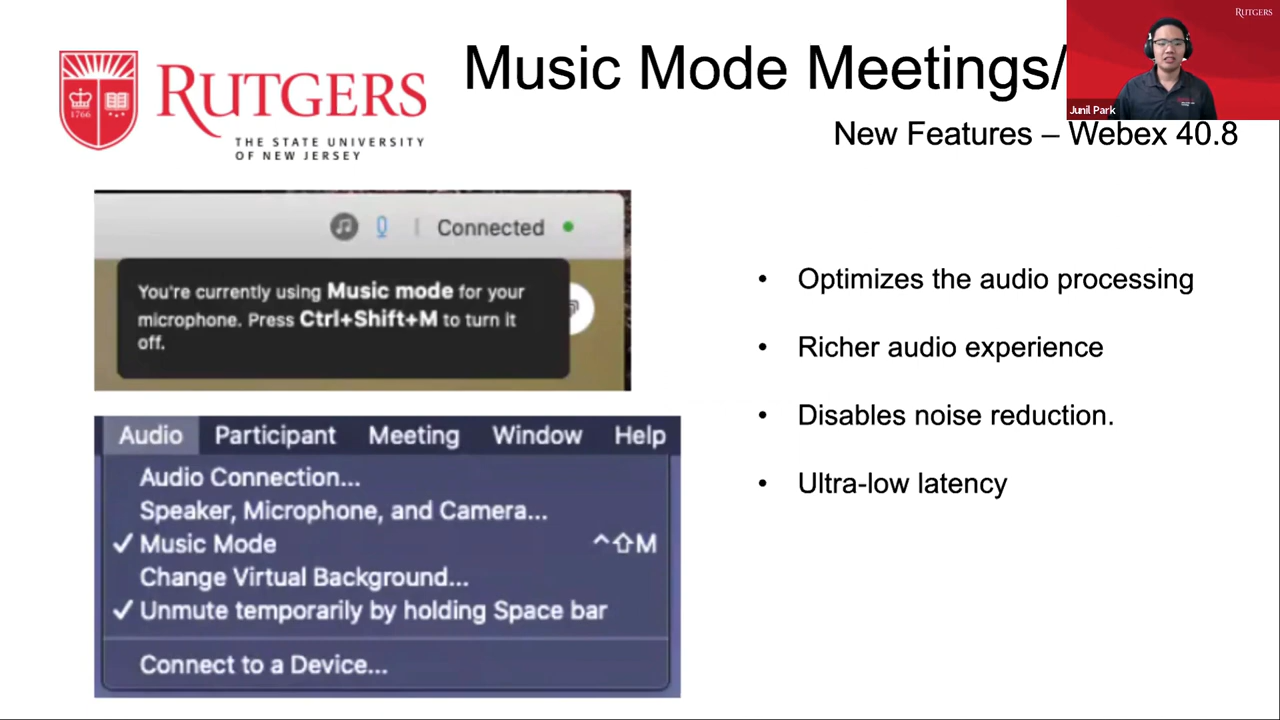 RUTGERS
THE STATE UNIVERSITY
OF NEW JERSEY
1766
Music Mode Meetings/
New Features – Webex 40.8
RUTGERS
Junil Park
Connected
You're currently using Music mode for your
microphone. Press Ctrl+Shift+M to turn it
off.
Audio Participant Meeting Window Help
Audio Connection...
Speaker, Microphone, and Camera...
✓ Music Mode ^⇧M
Change Virtual Background...
✓ Unmute temporarily by holding Space bar
Connect to a Device...
• Optimizes the audio processing
• Richer audio experience
• Disables noise reduction.
• Ultra-low latency